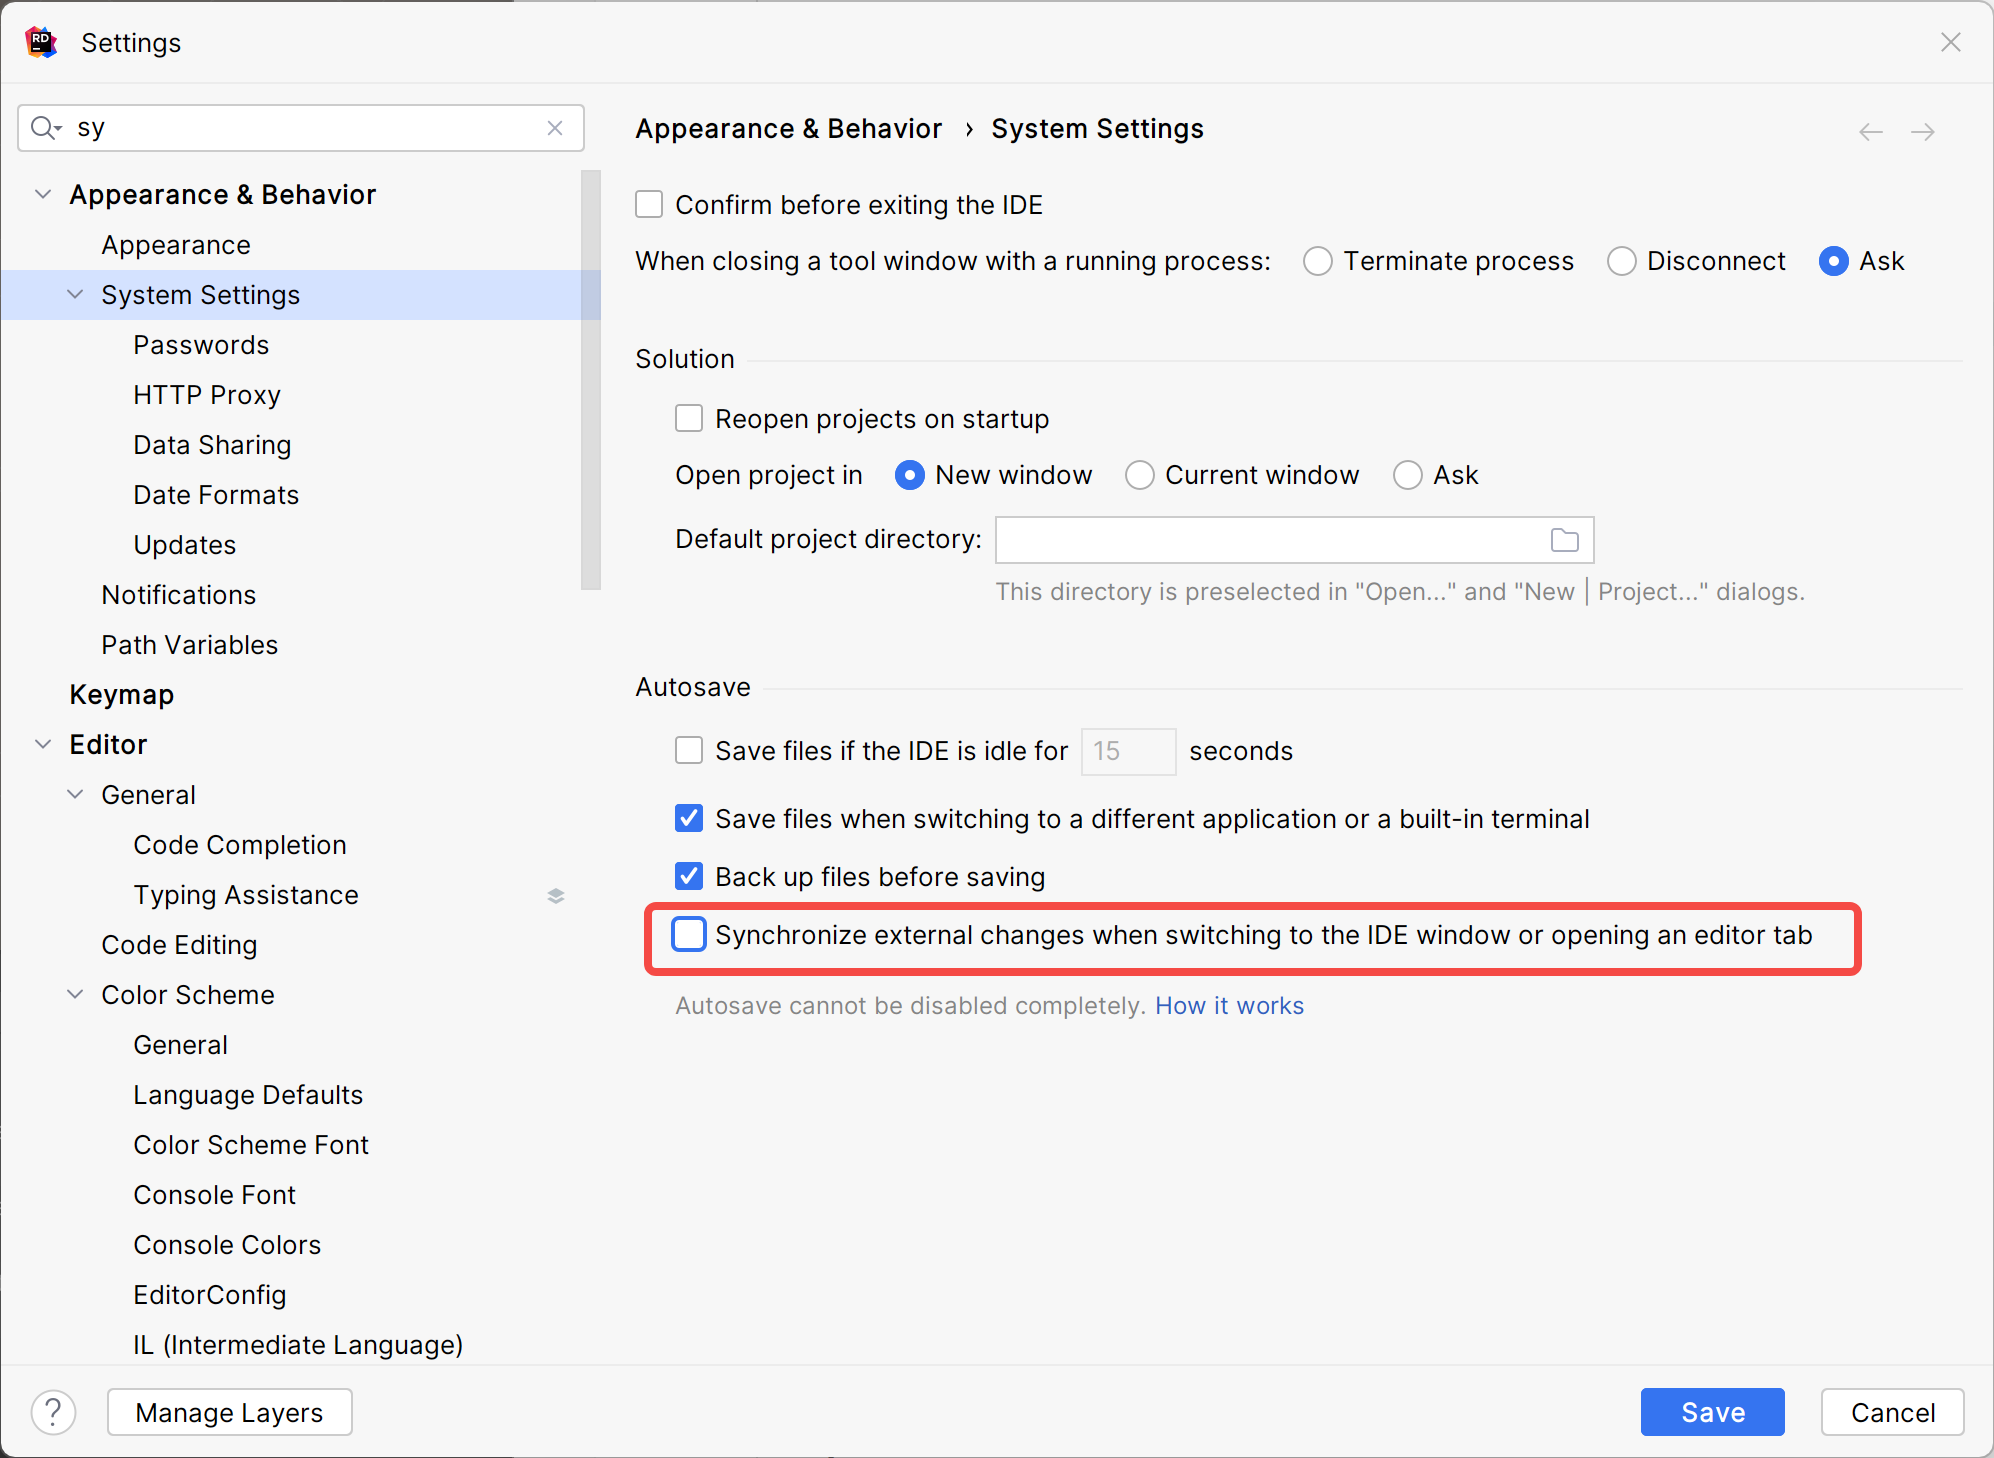 RD
Settings
sy
Appearance & Behavior
Appearance
System Settings
Passwords
HTTP Proxy
Data Sharing
Date Formats
Updates
Notifications
Path Variables
Keymap
Editor
General
Code Completion
Typing Assistance
Code Editing
Color Scheme
General
Language Defaults
Color Scheme Font
Console Font
Console Colors
EditorConfig
IL (Intermediate Language)
Appearance & Behavior › System Settings
Confirm before exiting the IDE
When closing a tool window with a running process: Terminate process Disconnect Ask
Solution
Reopen projects on startup
Open project in New window Current window Ask
Default project directory:
This directory is preselected in "Open..." and "New | Project..." dialogs.
Autosave
Save files if the IDE is idle for 15 seconds
Save files when switching to a different application or a built-in terminal
Back up files before saving
Synchronize external changes when switching to the IDE window or opening an editor tab
Autosave cannot be disabled completely. How it works
? Manage Layers Save Cancel